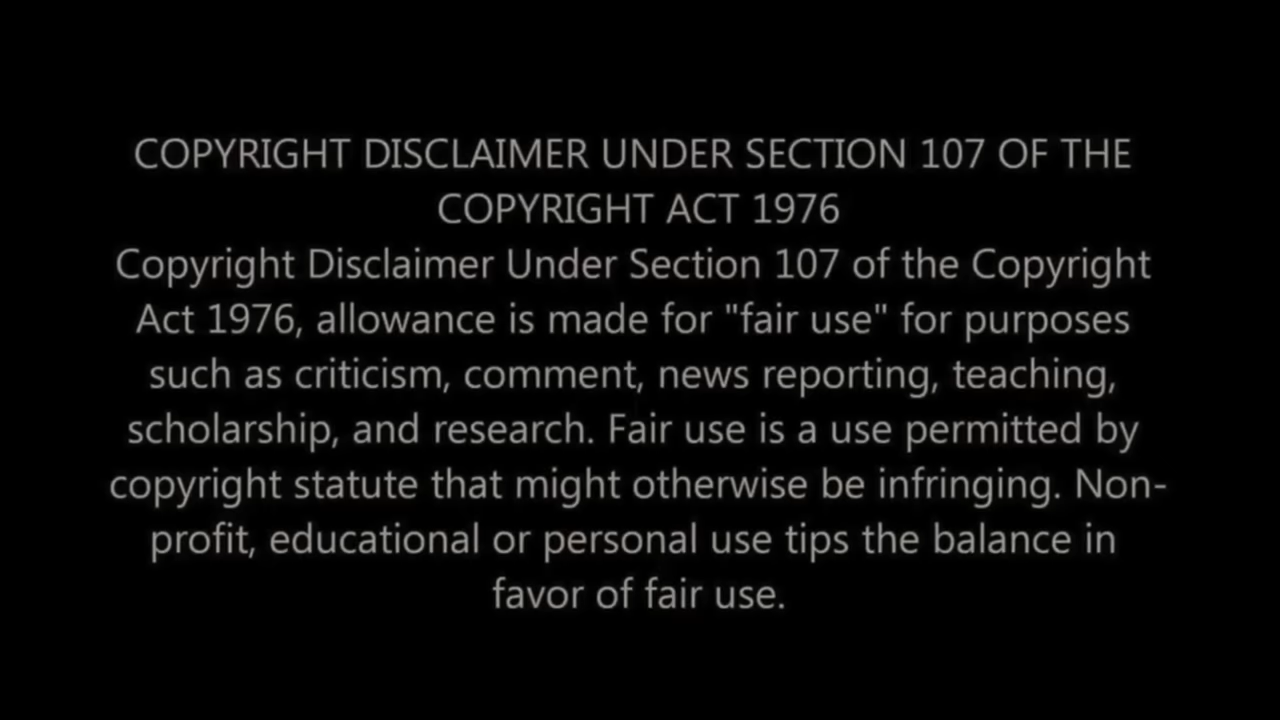 COPYRIGHT DISCLAIMER UNDER SECTION 107 OF THE
COPYRIGHT ACT 1976
Copyright Disclaimer Under Section 107 of the Copyright
Act 1976, allowance is made for "fair use" for purposes
such as criticism, comment, news reporting, teaching,
scholarship, and research. Fair use is a use permitted by
copyright statute that might otherwise be infringing. Non-
profit, educational or personal use tips the balance in
favor of fair use.